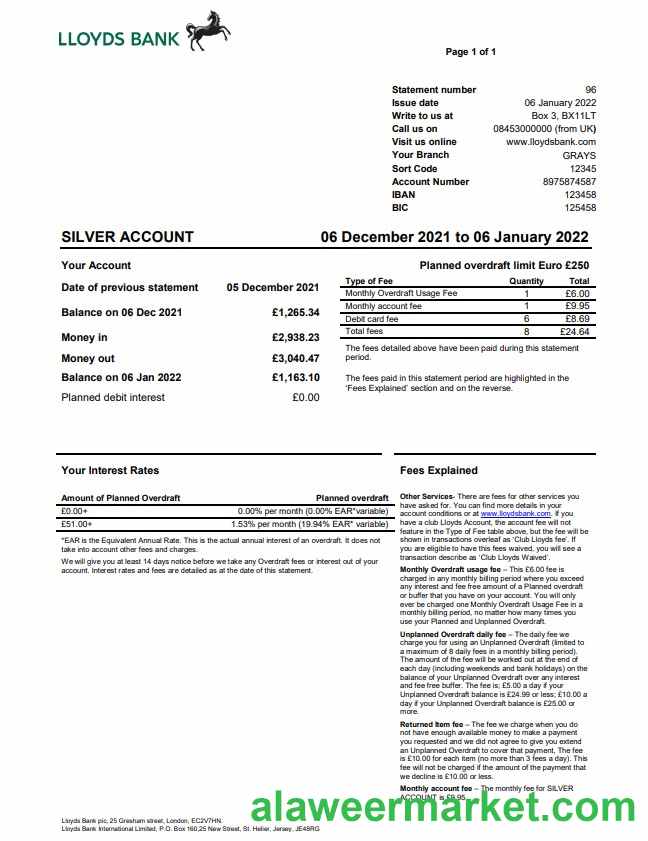 LLOYDS BANK
Page 1 of 1
Statement number 96
Issue date 06 January 2022
Write to us at Box 3, BX11LT
Call us on 08453000000 (from UK)
Visit us online www.lloydsbank.com
Your Branch GRAYS
Sort Code 12345
Account Number 8975874587
IBAN 123458
BIC 125458
SILVER ACCOUNT 06 December 2021 to 06 January 2022
Your Account
Date of previous statement 05 December 2021
Balance on 06 Dec 2021 £1,265.34
Money in £2,938.23
Money out £3,040.47
Balance on 06 Jan 2022 £1,163.10
Planned debit interest £0.00
Planned overdraft limit Euro £250
Type of Fee Quantity Total
Monthly Overdraft Usage Fee 1 £6.00
Monthly account fee 1 £9.95
Debit card fee 6 £8.69
Total fees 8 £24.64
The fees detailed above have been paid during this statement
period.
The fees paid in this statement period are highlighted in the
'Fees Explained' section and on the reverse.
Your Interest Rates
Amount of Planned Overdraft Planned overdraft
£0.00+ 0.00% per month (0.00% EAR*variable)
£51.00+ 1.53% per month (19.94% EAR* variable)
*EAR is the Equivalent Annual Rate. This is the actual annual interest of an overdraft. It does not
take into account other fees and charges.
We will give you at least 14 days notice before we take any Overdraft fees or interest out of your
account. Interest rates and fees are detailed as at the date of this statement.
Fees Explained
Other Services- There are fees for other services you
have asked for. You can find more details in your
account conditions or at www.lloydsbank.com. if you
have a club Lloyds Account, the account fee will not
feature in the Type of Fee table above, but the fee will be
shown in transactions overleaf as 'Club Lloyds fee'. If
you are eligible to have this fees waived, you will see a
transaction describe as 'Club Lloyds Waived'.
Monthly Overdraft usage fee – This £6.00 fee is
charged in any monthly billing period where you exceed
any interest and fee free amount of a Planned overdraft
or buffer that you have on your account. You will only
ever be charged one Monthly Overdraft Usage Fee in a
monthly billing period, no matter how many times you
use your Planned and Unplanned Overdraft.
Unplanned Overdraft daily fee – The daily fee we
charge you for using an Unplanned Overdraft (limited to
a maximum of 8 daily fees in a monthly billing period).
The amount of the fee will be worked out at the end of
each day (including weekends and bank holidays) on the
balance of your Unplanned Overdraft over any interest
and fee free buffer. The fee is; £5.00 a day if your
Unplanned Overdraft balance is £24.99 or less; £10.00 a
day if your Unplanned Overdraft balance is £25.00 or
more.
Returned Item fee – The fee we charge when you do
not have enough available money to make a payment
you requested and we did not agree to give you extend
an Unplanned Overdraft to cover that payment, The fee
is £10.00 for each item (no more than 3 fees a day). This
fee will not be charged if the amount of the payment that
we decline is £10.00 or less.
Monthly account fee – The monthly fee for SILVER
ACCOUNT is £9.95
alaweermarket.com
Lloyds Bank plc, 25 Gresham street, London, EC2V7HN.
Lloyds Bank International Limited, P.O. Box 160,25 New Street, St. Helier, Jersey, JE48RG